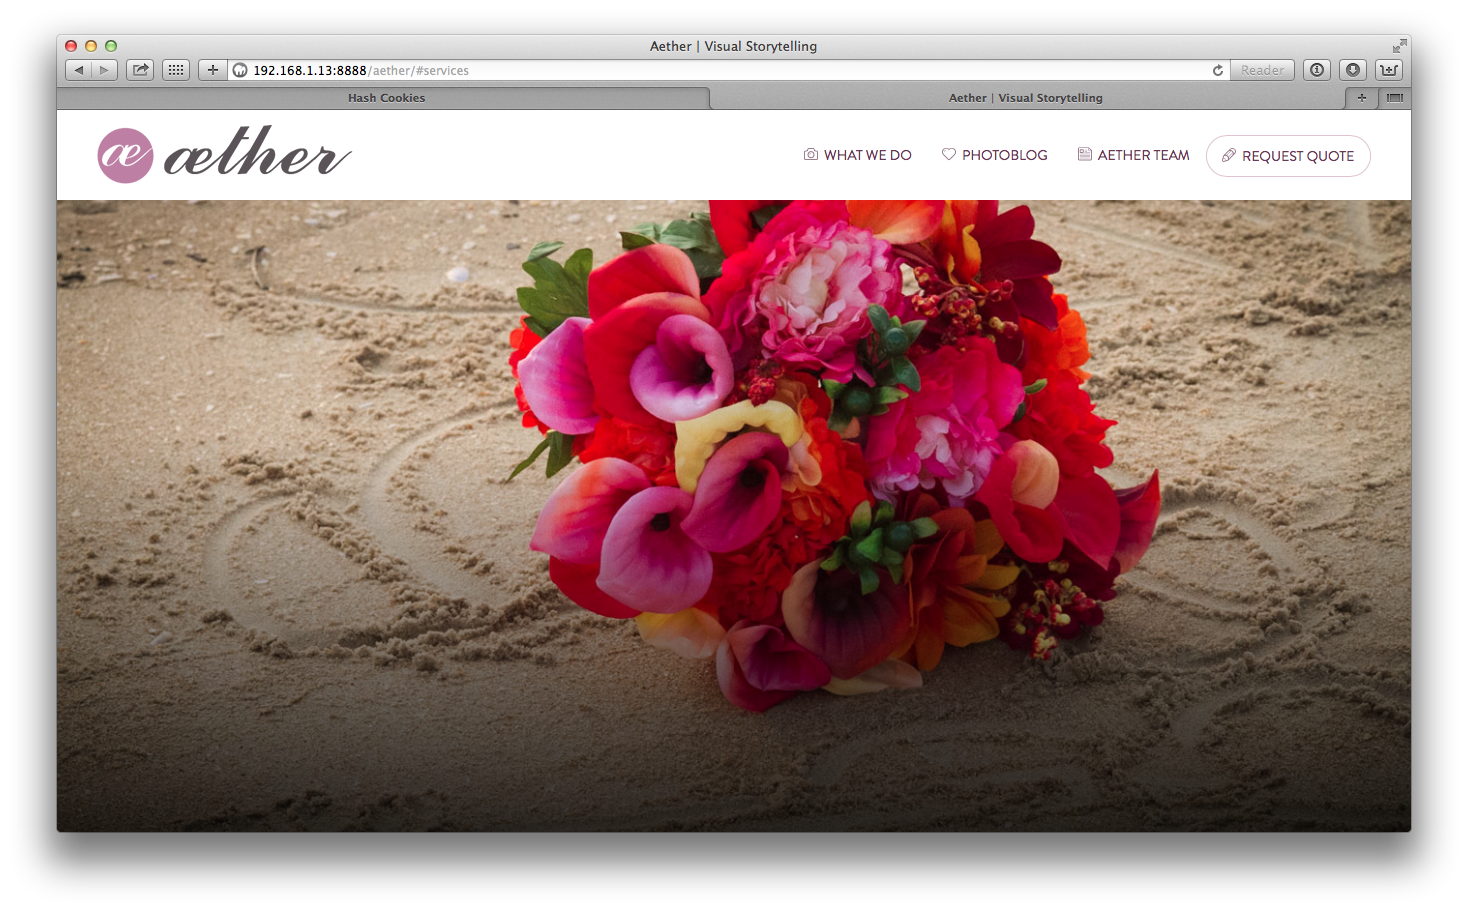 Aether | Visual Storytelling
192.168.1.13:8888/aether/#services
Reader
Hash Cookies
Aether | Visual Storytelling
æ æther
WHAT WE DO
PHOTOBLOG
AETHER TEAM
REQUEST QUOTE